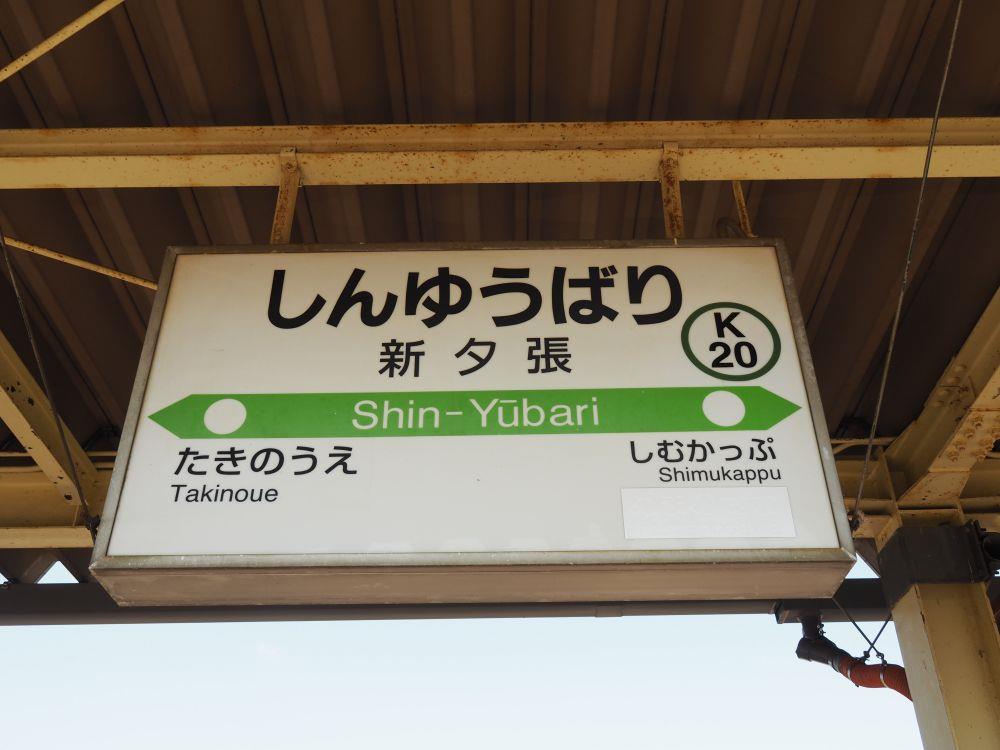 しんゆうばり
新夕張
K
20
Shin-Yūbari
たきのうえ
Takinoue
しむかっぷ
Shimukappu